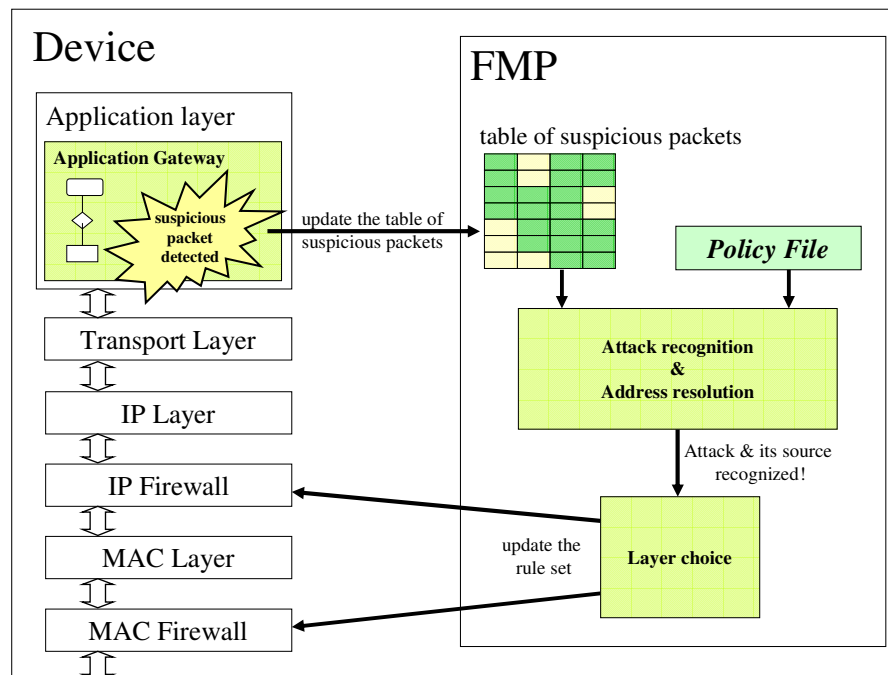 Device
Application layer
Application Gateway
suspicious
packet
detected
Transport Layer
IP Layer
IP Firewall
MAC Layer
MAC Firewall
update the table of
suspicious packets
FMP
table of suspicious packets
Policy File
Attack recognition
&
Address resolution
Attack & its source
recognized!
Layer choice
update the
rule set